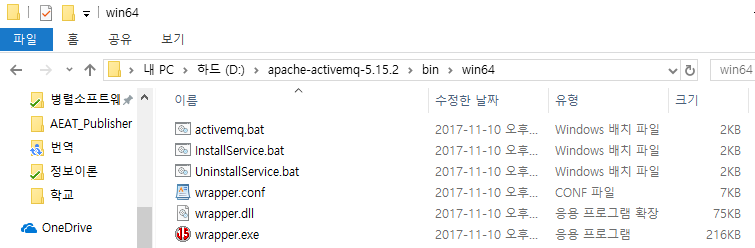 win64
파일 홈 공유 보기
내 PC 하드 (D:) apache-activemq-5.15.2 bin win64 win64
이름 수정한 날짜 유형 크기
병렬소프트웨
AEAT_Publisher
번역
정보이론
학교
OneDrive
activemq.bat 2017-11-10 오후... Windows 배치 파일 2KB
InstallService.bat 2017-11-10 오후... Windows 배치 파일 2KB
UninstallService.bat 2017-11-10 오후... Windows 배치 파일 2KB
wrapper.conf 2017-11-10 오후... CONF 파일 7KB
wrapper.dll 2017-11-10 오후... 응용 프로그램 확장 75KB
wrapper.exe 2017-11-10 오후... 응용 프로그램 216KB